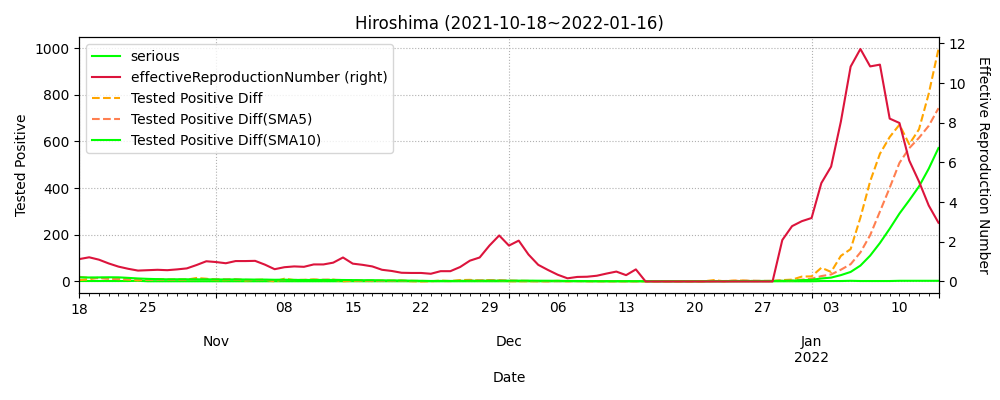 Hiroshima (2021-10-18~2022-01-16)
serious
effectiveReproductionNumber (right)
Tested Positive Diff
Tested Positive Diff(SMA5)
Tested Positive Diff(SMA10)
Tested Positive
1000
800
600
400
200
0
12
10
8
6
4
2
0
Effective Reproduction Number
18 25 08 15 22 29 06 13 20 27 03 10
Nov Dec Jan
2022
Date